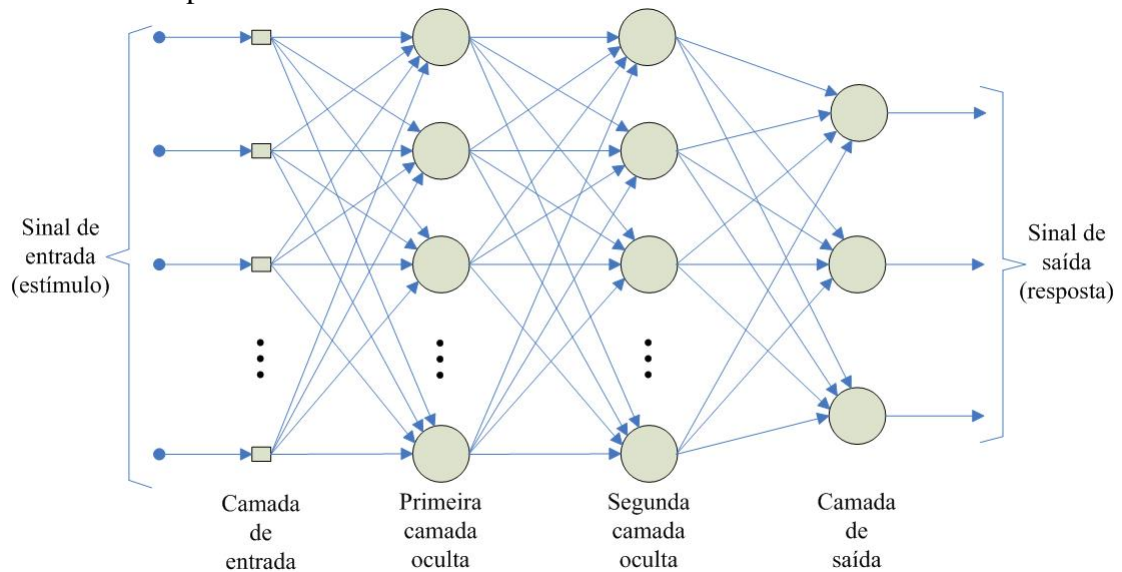 Sinal de
entrada
(estímulo)
Sinal de
saída
(resposta)
Camada
de
entrada
Primeira
camada
oculta
Segunda
camada
oculta
Camada
de
saída